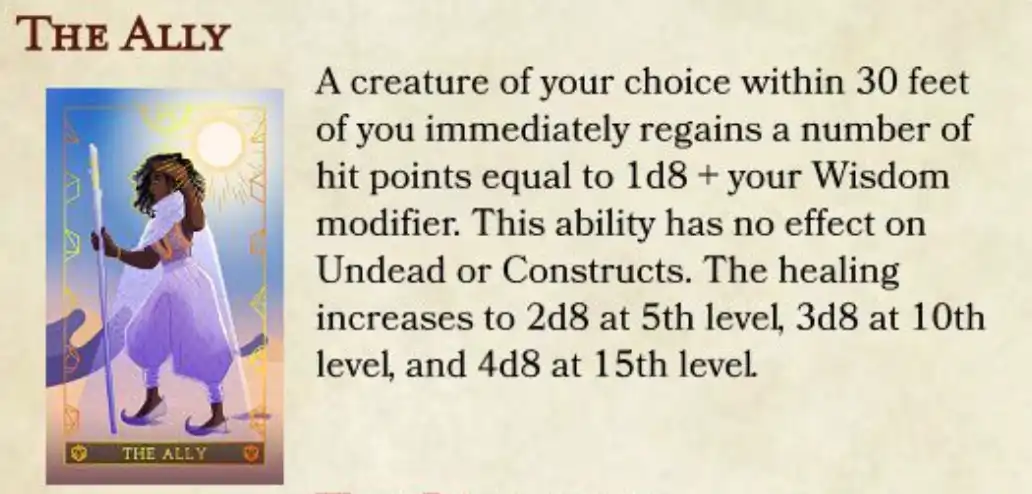 The Ally
A creature of your choice within 30 feet
of you immediately regains a number of
hit points equal to 1d8 + your Wisdom
modifier. This ability has no effect on
Undead or Constructs. The healing
increases to 2d8 at 5th level, 3d8 at 10th
level, and 4d8 at 15th level.
THE ALLY